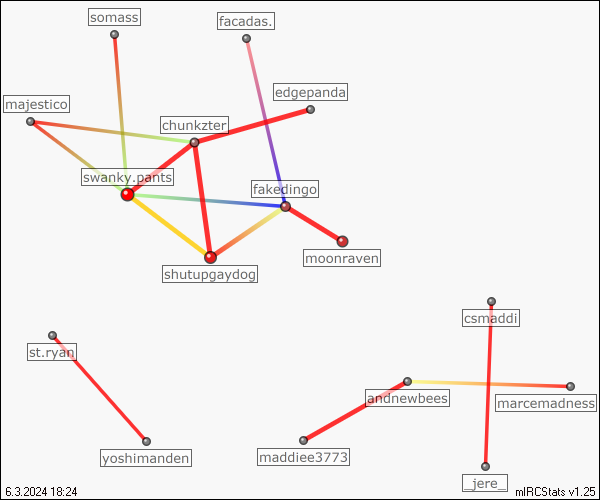 somass
facadas.
edgepanda
majestico
chunkzter
swanky.pants
fakedingo
moonraven
shutupgaydog
csmaddi
st.ryan
andnewbees
marcemadness
yoshimanden
maddiee3773
_jere_
6.3.2024 18:24
mIRCStats v1.25